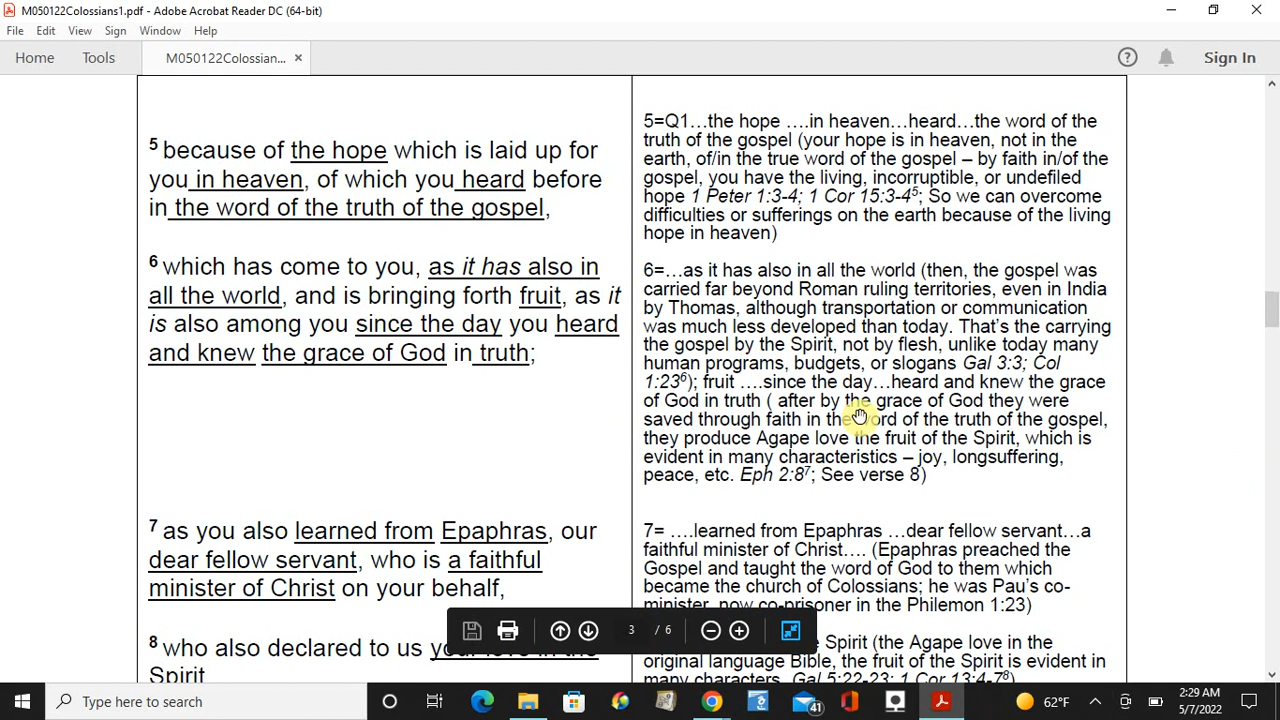 M050122Colossians1.pdf - Adobe Acrobat Reader DC (64-bit)
File Edit View Sign Window Help
Home Tools M050122Colossian... × Sign In
5 because of the hope which is laid up for
you in heaven, of which you heard before
in the word of the truth of the gospel,
6 which has come to you, as it has also in
all the world, and is bringing forth fruit, as it
is also among you since the day you heard
and knew the grace of God in truth;
7 as you also learned from Epaphras, our
dear fellow servant, who is a faithful
minister of Christ on your behalf,
8 who also declared to us your love in the
Spirit
5=Q1…the hope ….in heaven…heard…the word of the
truth of the gospel (your hope is in heaven, not in the
earth, of/in the true word of the gospel – by faith in/of the
gospel, you have the living, incorruptible, or undefiled
hope 1 Peter 1:3-4; 1 Cor 15:3-4⁵; So we can overcome
difficulties or sufferings on the earth because of the living
hope in heaven)
6=…as it has also in all the world (then, the gospel was
carried far beyond Roman ruling territories, even in India
by Thomas, although transportation or communication
was much less developed than today. That's the carrying
the gospel by the Spirit, not by flesh, unlike today many
human programs, budgets, or slogans Gal 3:3; Col
1:23⁶); fruit ….since the day…heard and knew the grace
of God in truth ( after by the grace of God they were
saved through faith in the word of the truth of the gospel,
they produce Agape love the fruit of the Spirit, which is
evident in many characteristics – joy, longsuffering,
peace, etc. Eph 2:8⁷; See verse 8)
7= ….learned from Epaphras …dear fellow servant…a
faithful minister of Christ…. (Epaphras preached the
Gospel and taught the word of God to them which
became the church of Colossians; he was Pau's co-
minister, now co-prisoner in the Philemon 1:23)
Spirit (the Agape love in the
original language Bible, the fruit of the Spirit is evident in
many characters. Gal 5:22-23; 1 Cor 13:4-7⁸)
3 / 6
Type here to search
41
62°F
2:29 AM
5/7/2022